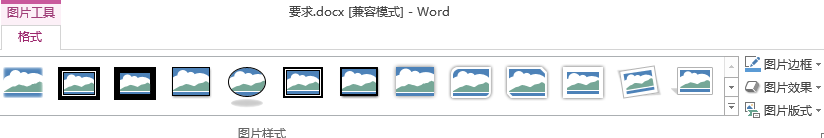 图片工具
要求.docx [兼容模式] - Word
格式
图片边框
图片效果
图片版式
图片样式